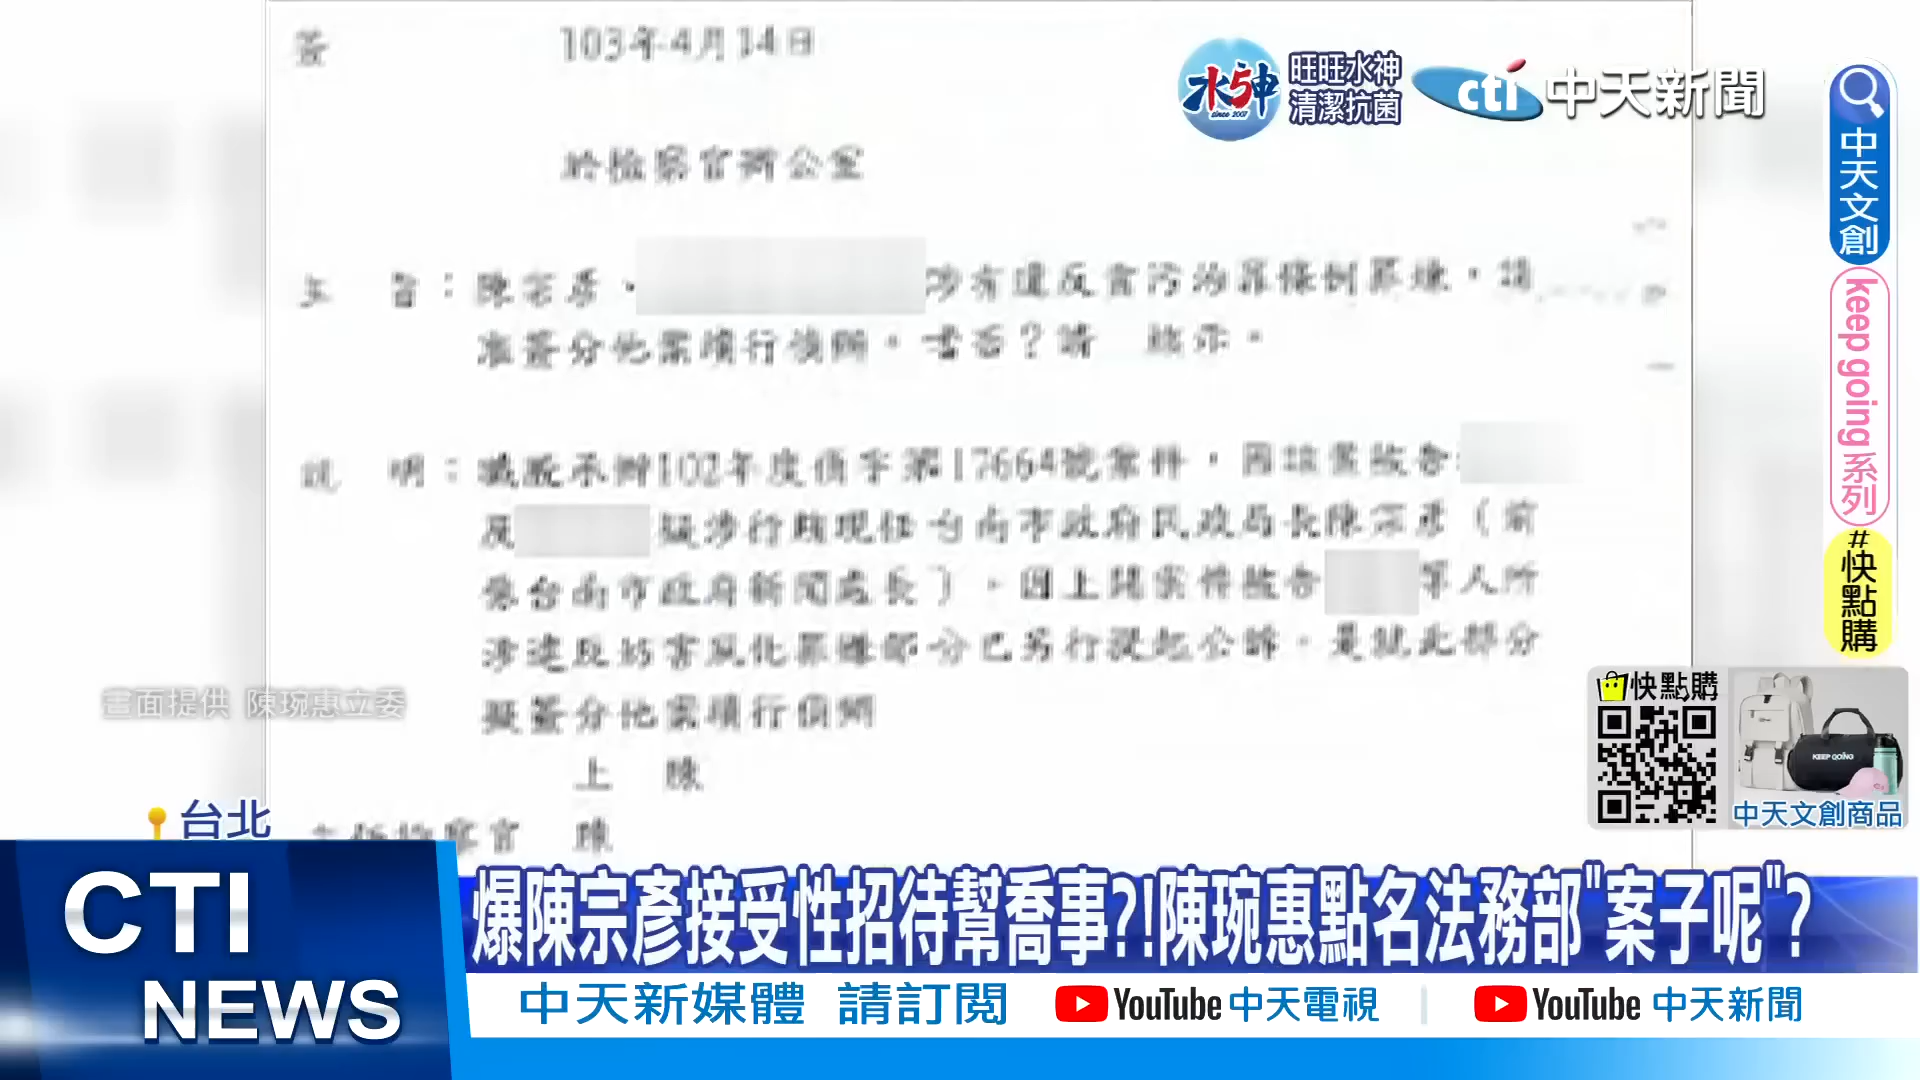 簽 103年4月14日
於檢察官辦公室
主 旨：陳宗彥、
涉有違反貪污治罪條例罪嫌，請
准簽分他案續行偵辦，當否？請 批示。
說 明：職股承辦102年度偵字第17664號案件，因該案被告
及 疑涉行賄現任台南市政府民政局長陳宗彥（前
係台南市政府新聞處長），因上開案件被告 等人所
涉違反妨害風化罪嫌部分已另行提起公訴，是就此部分
擬簽分他案續行偵辦
上 陳
主任檢察官 陳
水神
since 2007
旺旺水神
清潔抗菌
cti 中天新聞
中天文創
keep going系列
#快點購
快點購
KEEP GOING
中天文創商品
畫面提供 陳琬惠立委
台北
CTI NEWS
爆陳宗彥接受性招待幫喬事?!陳琬惠點名法務部"案子呢"?
中天新媒體 請訂閱 YouTube 中天電視 | YouTube 中天新聞